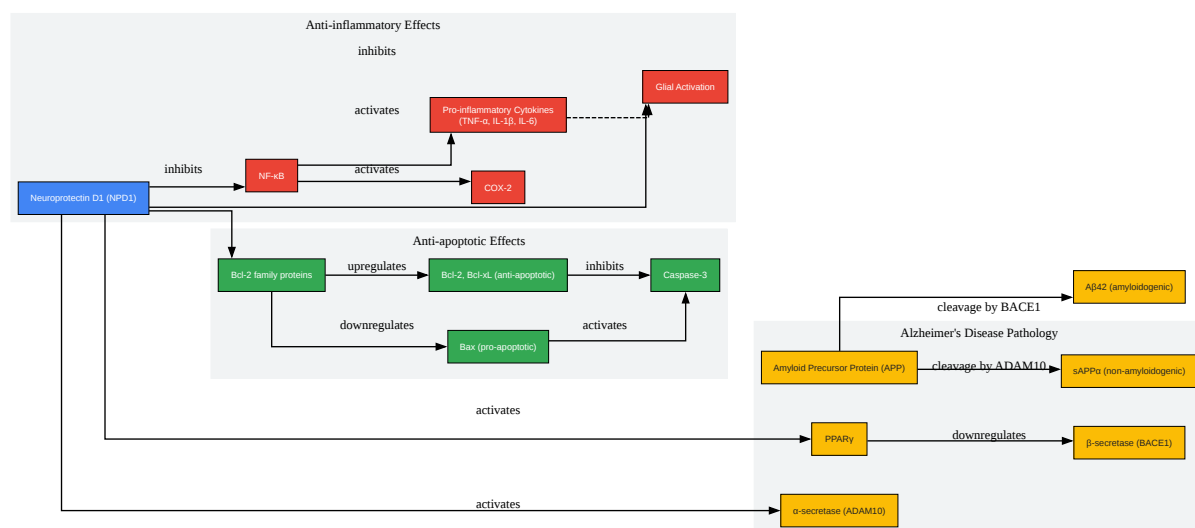 Anti-inflammatory Effects
inhibits
Glial Activation
activates
Pro-inflammatory Cytokines
(TNF-α, IL-1β, IL-6)
inhibits
NF-κB
activates
COX-2
Neuroprotectin D1 (NPD1)
Anti-apoptotic Effects
Bcl-2 family proteins
upregulates
Bcl-2, Bcl-xL (anti-apoptotic)
inhibits
Caspase-3
downregulates
Bax (pro-apoptotic)
activates
Aβ42 (amyloidogenic)
cleavage by BACE1
Alzheimer's Disease Pathology
Amyloid Precursor Protein (APP)
cleavage by ADAM10
sAPPα (non-amyloidogenic)
activates
PPARγ
downregulates
β-secretase (BACE1)
activates
α-secretase (ADAM10)